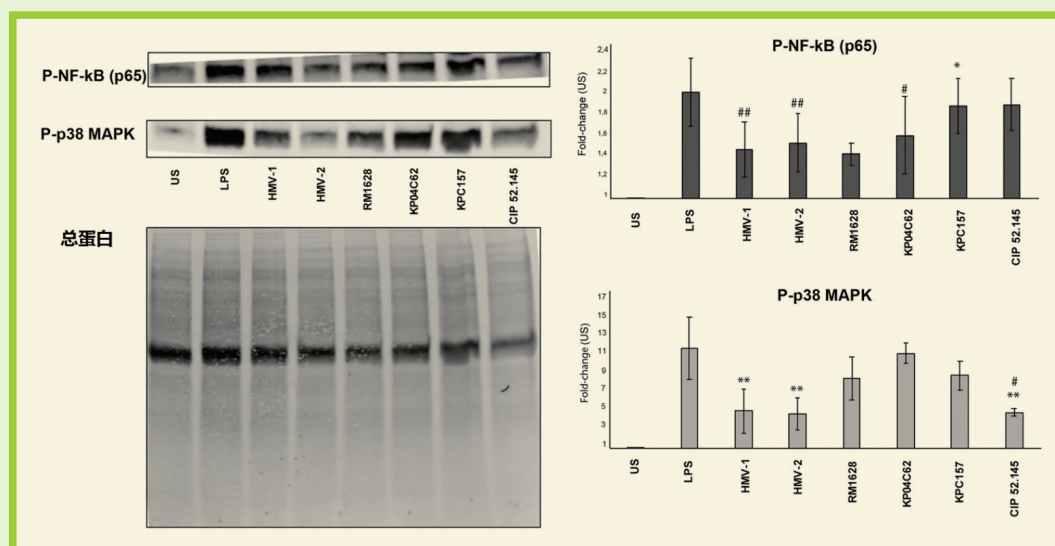 P-NF-kB (p65)
P-p38 MAPK
US
LPS
HMV-1
HMV-2
RM1628
KP04C62
KPC157
CIP 52.145
总蛋白
P-NF-kB (p65)
Fold-change (US)
2,4
2,2
2
1,8
1,6
1,4
1,2
1
##
##
#
*
US
LPS
HMV-1
HMV-2
RM1628
KP04C62
KPC157
CIP 52.145
P-p38 MAPK
Fold-change (US)
17
15
13
11
9
7
5
3
1
**
**
#
**
US
LPS
HMV-1
HMV-2
RM1628
KP04C62
KPC157
CIP 52.145